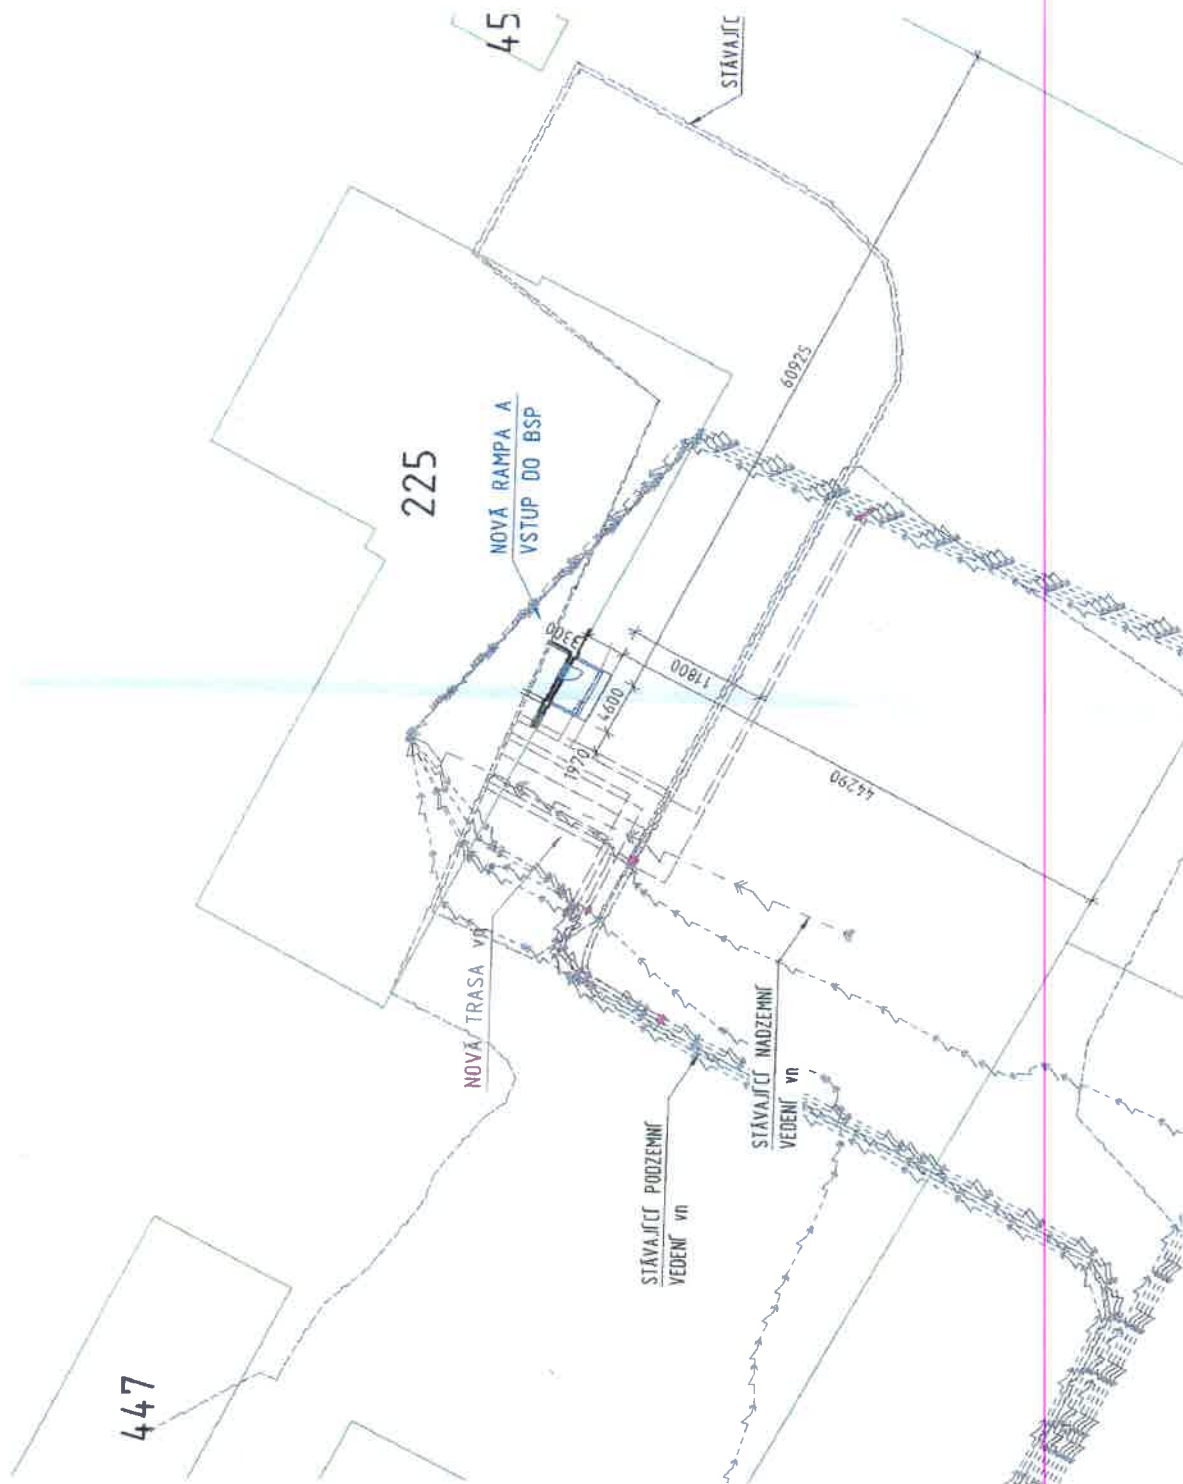 45
STÁVAJÍC
60925
225
NOVÁ RAMPA A
VSTUP DO BSP
3300
11800
4600
1970
44290
NOVÁ TRASA vn
STÁVAJÍCÍ NADZEMNÍ
VEDENÍ vn
STÁVAJÍCÍ PODZEMNÍ
VEDENÍ vn
447